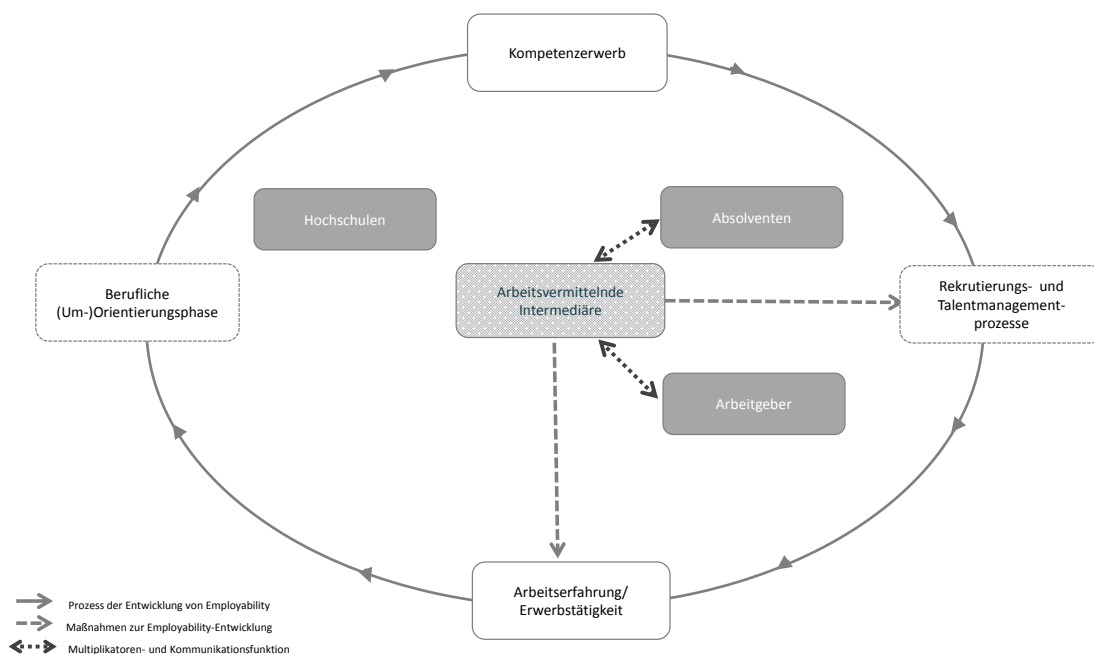 Kompetenzerwerb
Hochschulen
Absolventen
Berufliche
(Um-)Orientierungsphase
Arbeitsvermittelnde
Intermediäre
Rekrutierungs- und
Talentmanagement-
prozesse
Arbeitgeber
Arbeitserfahrung/
Erwerbstätigkeit
Prozess der Entwicklung von Employability
Maßnahmen zur Employability-Entwicklung
Multiplikatoren- und Kommunikationsfunktion